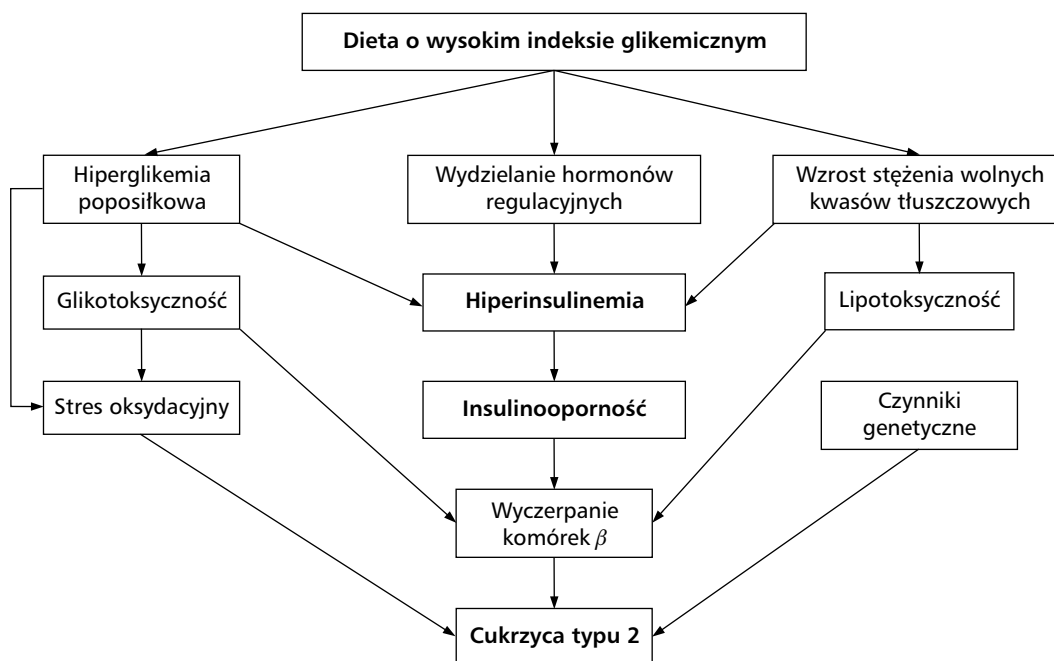 Dieta o wysokim indeksie glikemicznym
Hiperglikemia
poposiłkowa
Wydzielanie hormonów
regulacyjnych
Wzrost stężenia wolnych
kwasów tłuszczowych
Glikotoksyczność
Hiperinsulinemia
Lipotoksyczność
Stres oksydacyjny
Insulinooporność
Czynniki
genetyczne
Wyczerpanie
komórek β
Cukrzyca typu 2